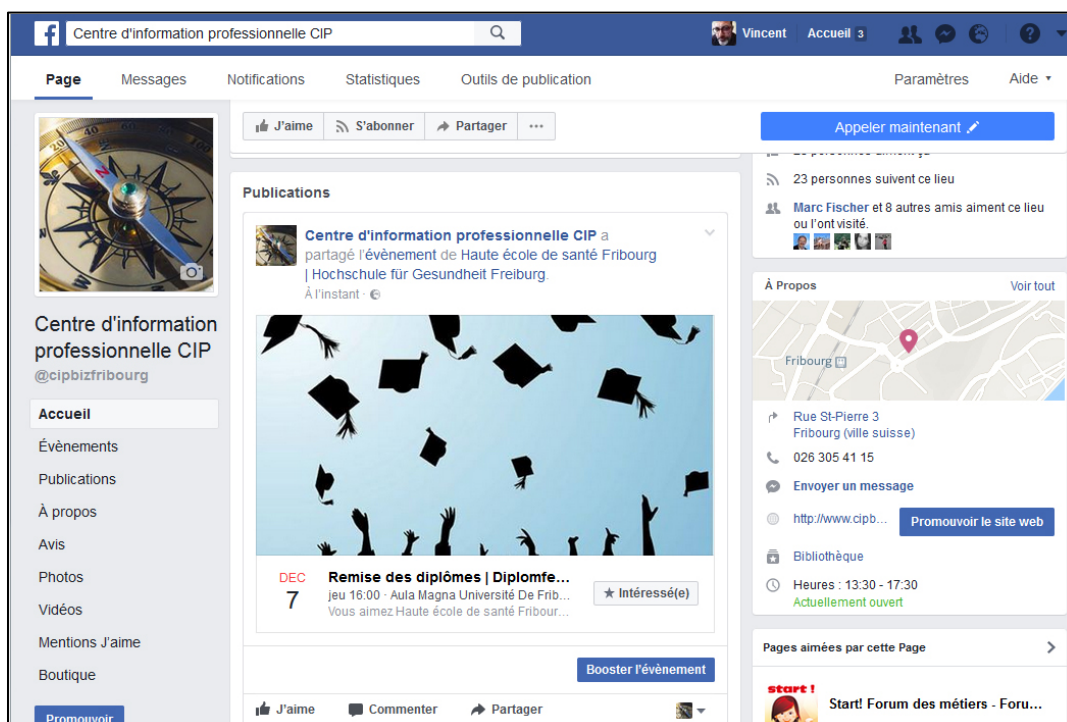 Centre d'information professionnelle CIP
Vincent
Accueil 3
Page
Messages
Notifications
Statistiques
Outils de publication
Paramètres
Aide
J'aime
S'abonner
Partager
Appeler maintenant
Centre d'information
professionnelle CIP
@cipbizfribourg
Accueil
Évènements
Publications
À propos
Avis
Photos
Vidéos
Mentions J'aime
Boutique
Promouvoir
Publications
Centre d'information professionnelle CIP a
partagé l'évènement de Haute école de santé Fribourg
| Hochschule für Gesundheit Freiburg.
À l'instant ·
DEC
7
Remise des diplômes | Diplomfe...
jeu 16:00 · Aula Magna Université De Frib...
Vous aimez Haute école de santé Fribour...
Intéressé(e)
Booster l'évènement
J'aime
Commenter
Partager
23 personnes suivent ce lieu
Marc Fischer et 8 autres amis aiment ce lieu
ou l'ont visité.
À Propos
Voir tout
Fribourg
Rue St-Pierre 3
Fribourg (ville suisse)
026 305 41 15
Envoyer un message
http://www.cipb...
Promouvoir le site web
Bibliothèque
Heures : 13:30 - 17:30
Actuellement ouvert
Pages aimées par cette Page
start !
Start! Forum des métiers - Foru...